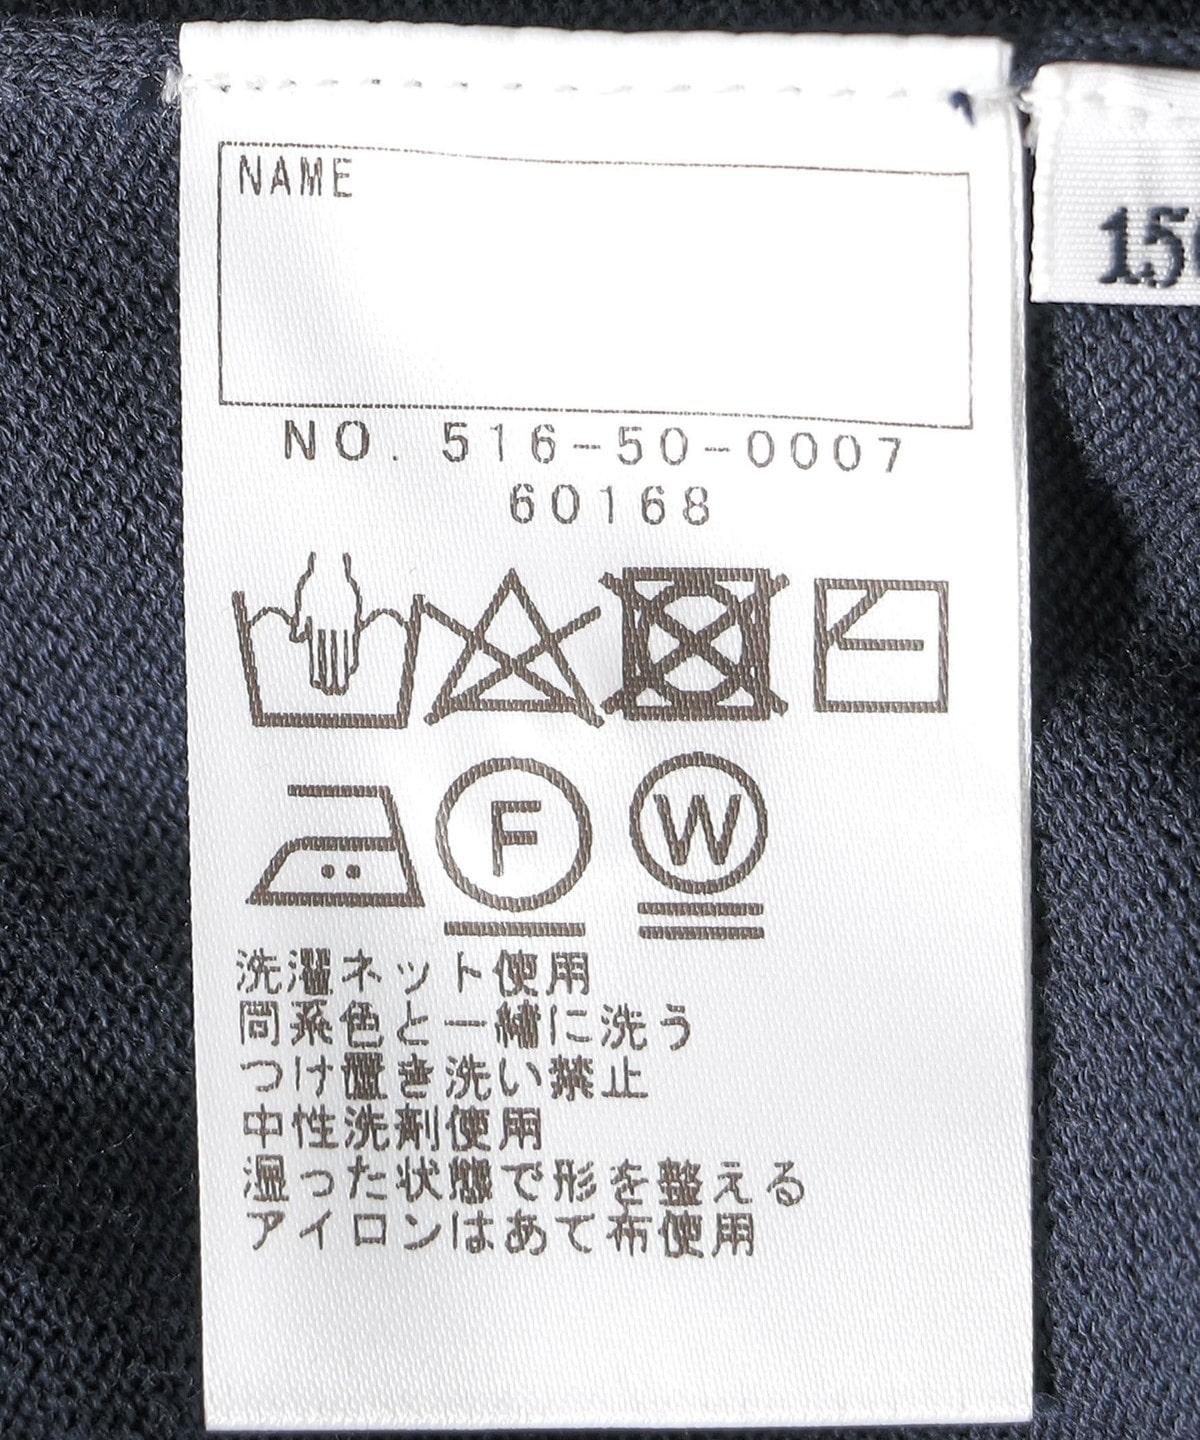 NAME
NO. 516-50-0007
60168
F
W
洗濯ネット使用
同系色と一緒に洗う
つけ置き洗い禁止
中性洗剤使用
湿った状態で形を整える
アイロンはあて布使用